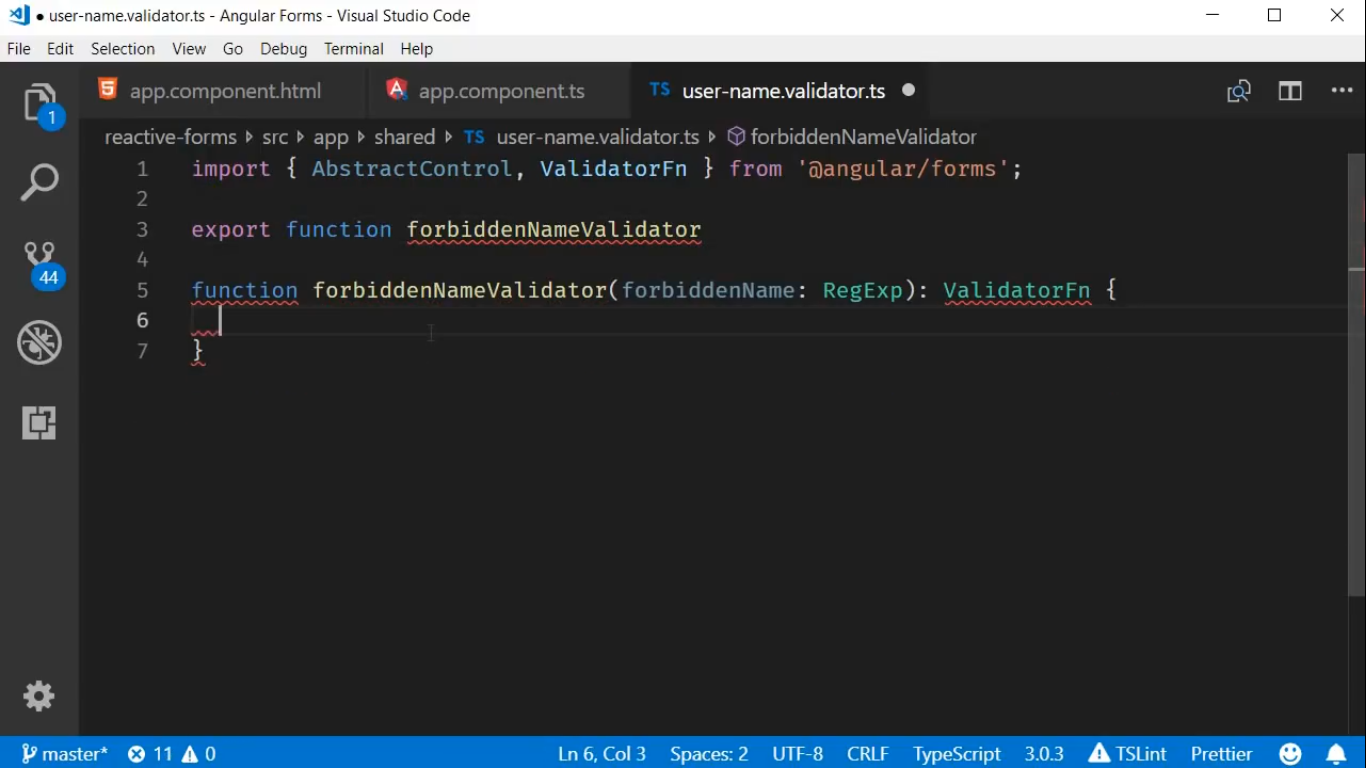 ● user-name.validator.ts - Angular Forms - Visual Studio Code
File Edit Selection View Go Debug Terminal Help
app.component.html app.component.ts TS user-name.validator.ts
reactive-forms src app shared TS user-name.validator.ts forbiddenNameValidator
1 import { AbstractControl, ValidatorFn } from '@angular/forms';
2
3 export function forbiddenNameValidator
4
5 function forbiddenNameValidator(forbiddenName: RegExp): ValidatorFn {
6
7 }
1
44
master* 11 0 Ln 6, Col 3 Spaces: 2 UTF-8 CRLF TypeScript 3.0.3 TSLint Prettier